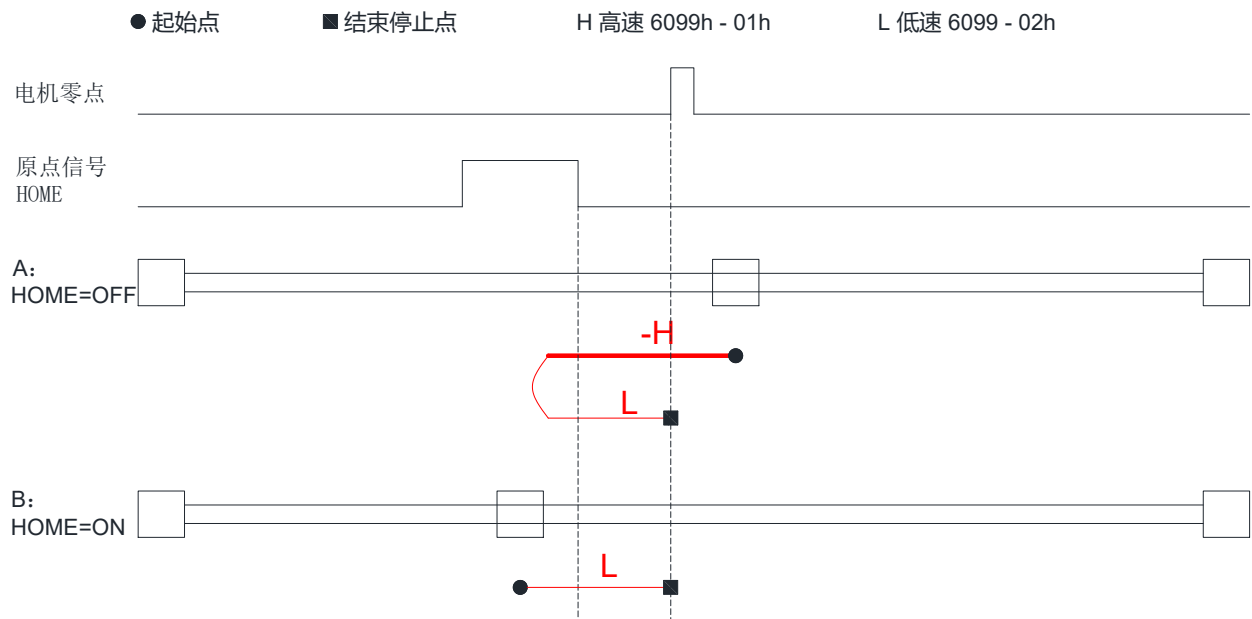 起始点
结束停止点
H 高速 6099h - 01h
L 低速 6099 - 02h
电机零点
原点信号
HOME
A：
HOME=OFF
-H
L
B：
HOME=ON
L